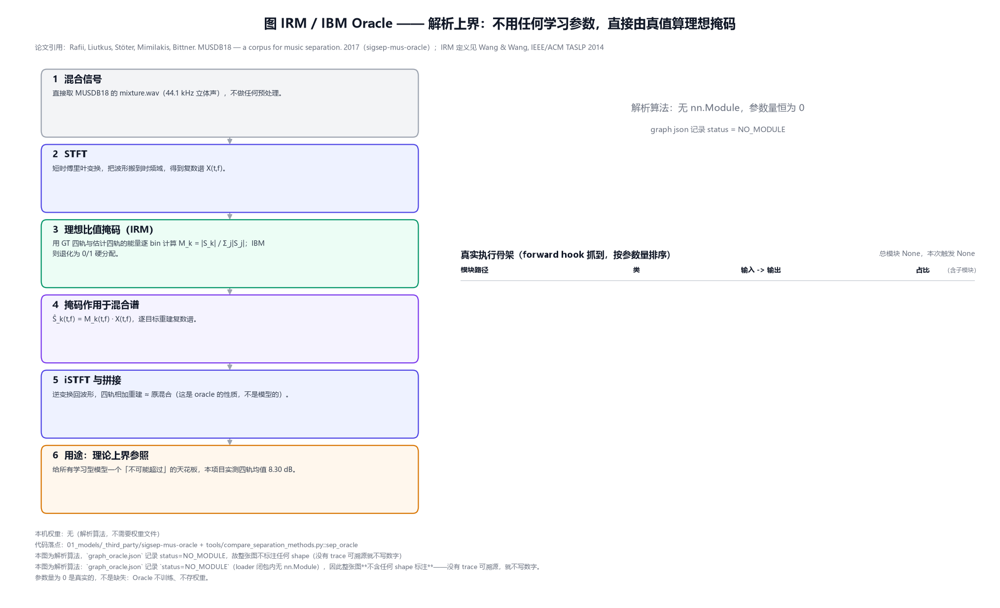 图 IRM / IBM Oracle —— 解析上界：不用任何学习参数，直接由真值算理想掩码
论文引用：Rafii, Liutkus, Stöter, Mimilakis, Bittner. MUSDB18 — a corpus for music separation. 2017（sigsep-mus-oracle）；IRM 定义见 Wang & Wang, IEEE/ACM TASLP 2014
1 混合信号
直接取 MUSDB18 的 mixture.wav（44.1 kHz 立体声），不做任何预处理。
2 STFT
短时傅里叶变换，把波形搬到时频域，得到复数谱 X(t,f)。
3 理想比值掩码（IRM）
用 GT 四轨与估计四轨的能量逐 bin 计算 M_k = |S_k| / Σ_j|S_j|；IBM
则退化为 0/1 硬分配。
4 掩码作用于混合谱
Ŝ_k(t,f) = M_k(t,f) · X(t,f)，逐目标重建复数谱。
5 iSTFT 与拼接
逆变换回波形，四轨相加重建 ≈ 原混合（这是 oracle 的性质，不是模型的）。
6 用途：理论上界参照
给所有学习型模型一个「不可能超过」的天花板，本项目实测四轨均值 8.30 dB。
解析算法：无 nn.Module，参数量恒为 0
graph json 记录 status = NO_MODULE
真实执行骨架（forward hook 抓到，按参数量排序） 总模块 None，本次触发 None
模块路径 类 输入 -> 输出 占比 （含子模块）
本机权重：无（解析算法，不需要权重文件）
代码落点：01_models/_third_party/sigsep-mus-oracle + tools/compare_separation_methods.py::sep_oracle
本图为解析算法，`graph_oracle.json` 记录 status=NO_MODULE，故整张图不标注任何 shape（没有 trace 可溯源就不写数字）
本图为解析算法：`graph_oracle.json` 记录 `status=NO_MODULE`（loader 闭包内无 nn.Module），因此整张图**不含任何 shape 标注**——没有 trace 可溯源，就不写数字。
参数量为 0 是真实的，不是缺失：Oracle 不训练、不存权重。